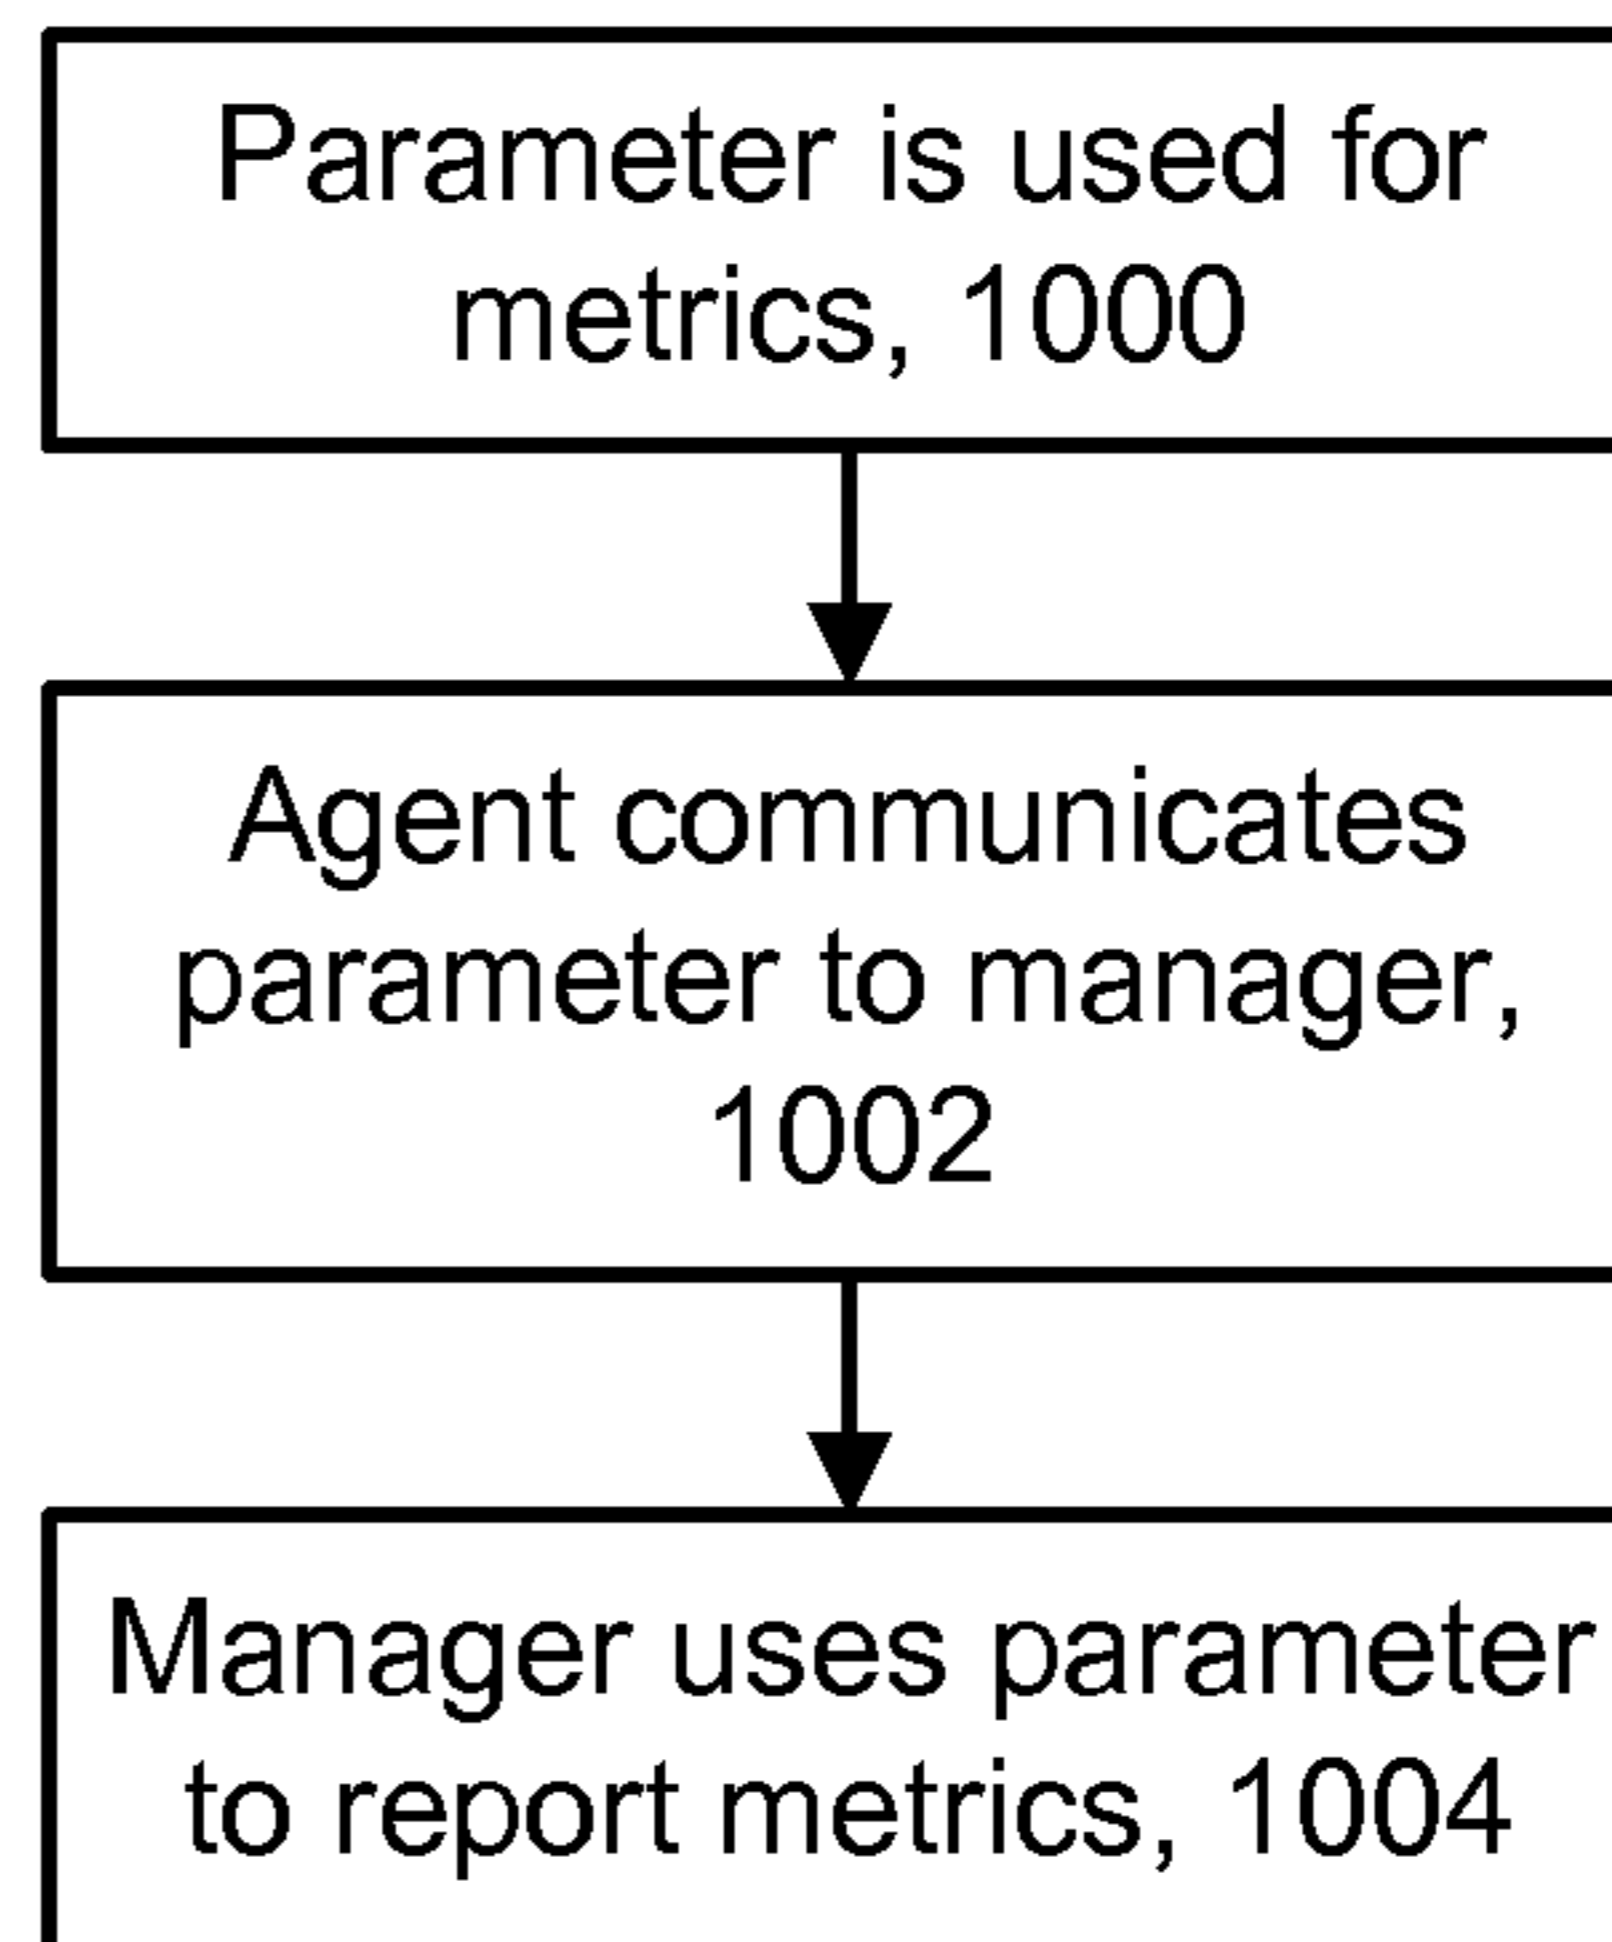 Parameter is used for
metrics, 1000
Agent communicates
parameter to manager,
1002
Manager uses parameter
to report metrics, 1004